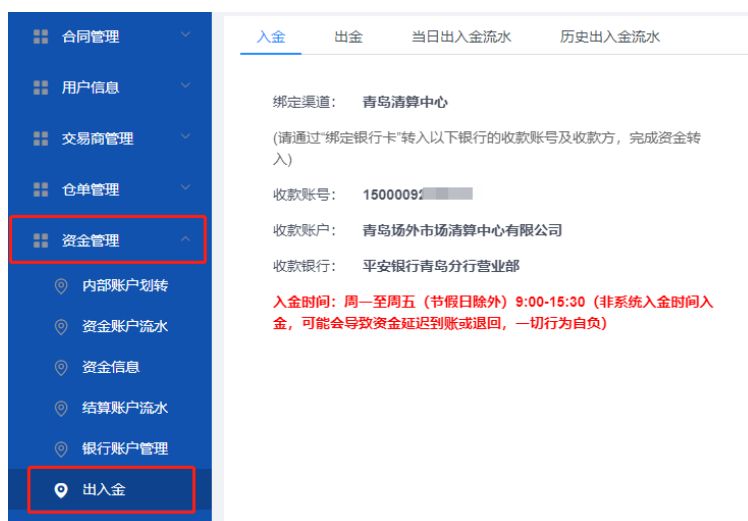 合同管理
用户信息
交易商管理
仓单管理
资金管理
内部账户划转
资金账户流水
资金信息
结算账户流水
银行账户管理
出入金
入金 出金 当日出入金流水 历史出入金流水
绑定渠道： 青岛清算中心
(请通过“绑定银行卡”转入以下银行的收款账号及收款方，完成资金转
入)
收款账号： 1500009
收款账户： 青岛场外市场清算中心有限公司
收款银行： 平安银行青岛分行营业部
入金时间：周一至周五（节假日除外）9:00-15:30（非系统入金时间入
金，可能会导致资金延迟到账或退回，一切行为自负）